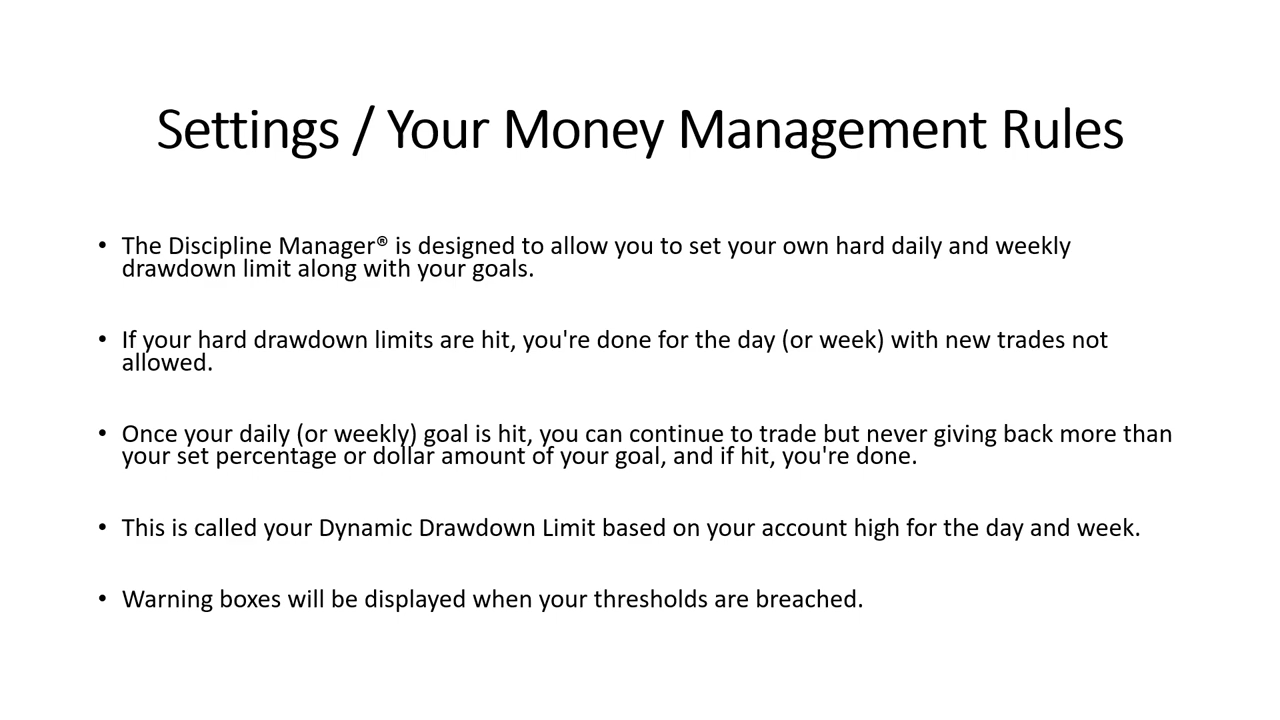 Settings / Your Money Management Rules
• The Discipline Manager® is designed to allow you to set your own hard daily and weekly
drawdown limit along with your goals.
• If your hard drawdown limits are hit, you're done for the day (or week) with new trades not
allowed.
• Once your daily (or weekly) goal is hit, you can continue to trade but never giving back more than
your set percentage or dollar amount of your goal, and if hit, you're done.
• This is called your Dynamic Drawdown Limit based on your account high for the day and week.
• Warning boxes will be displayed when your thresholds are breached.